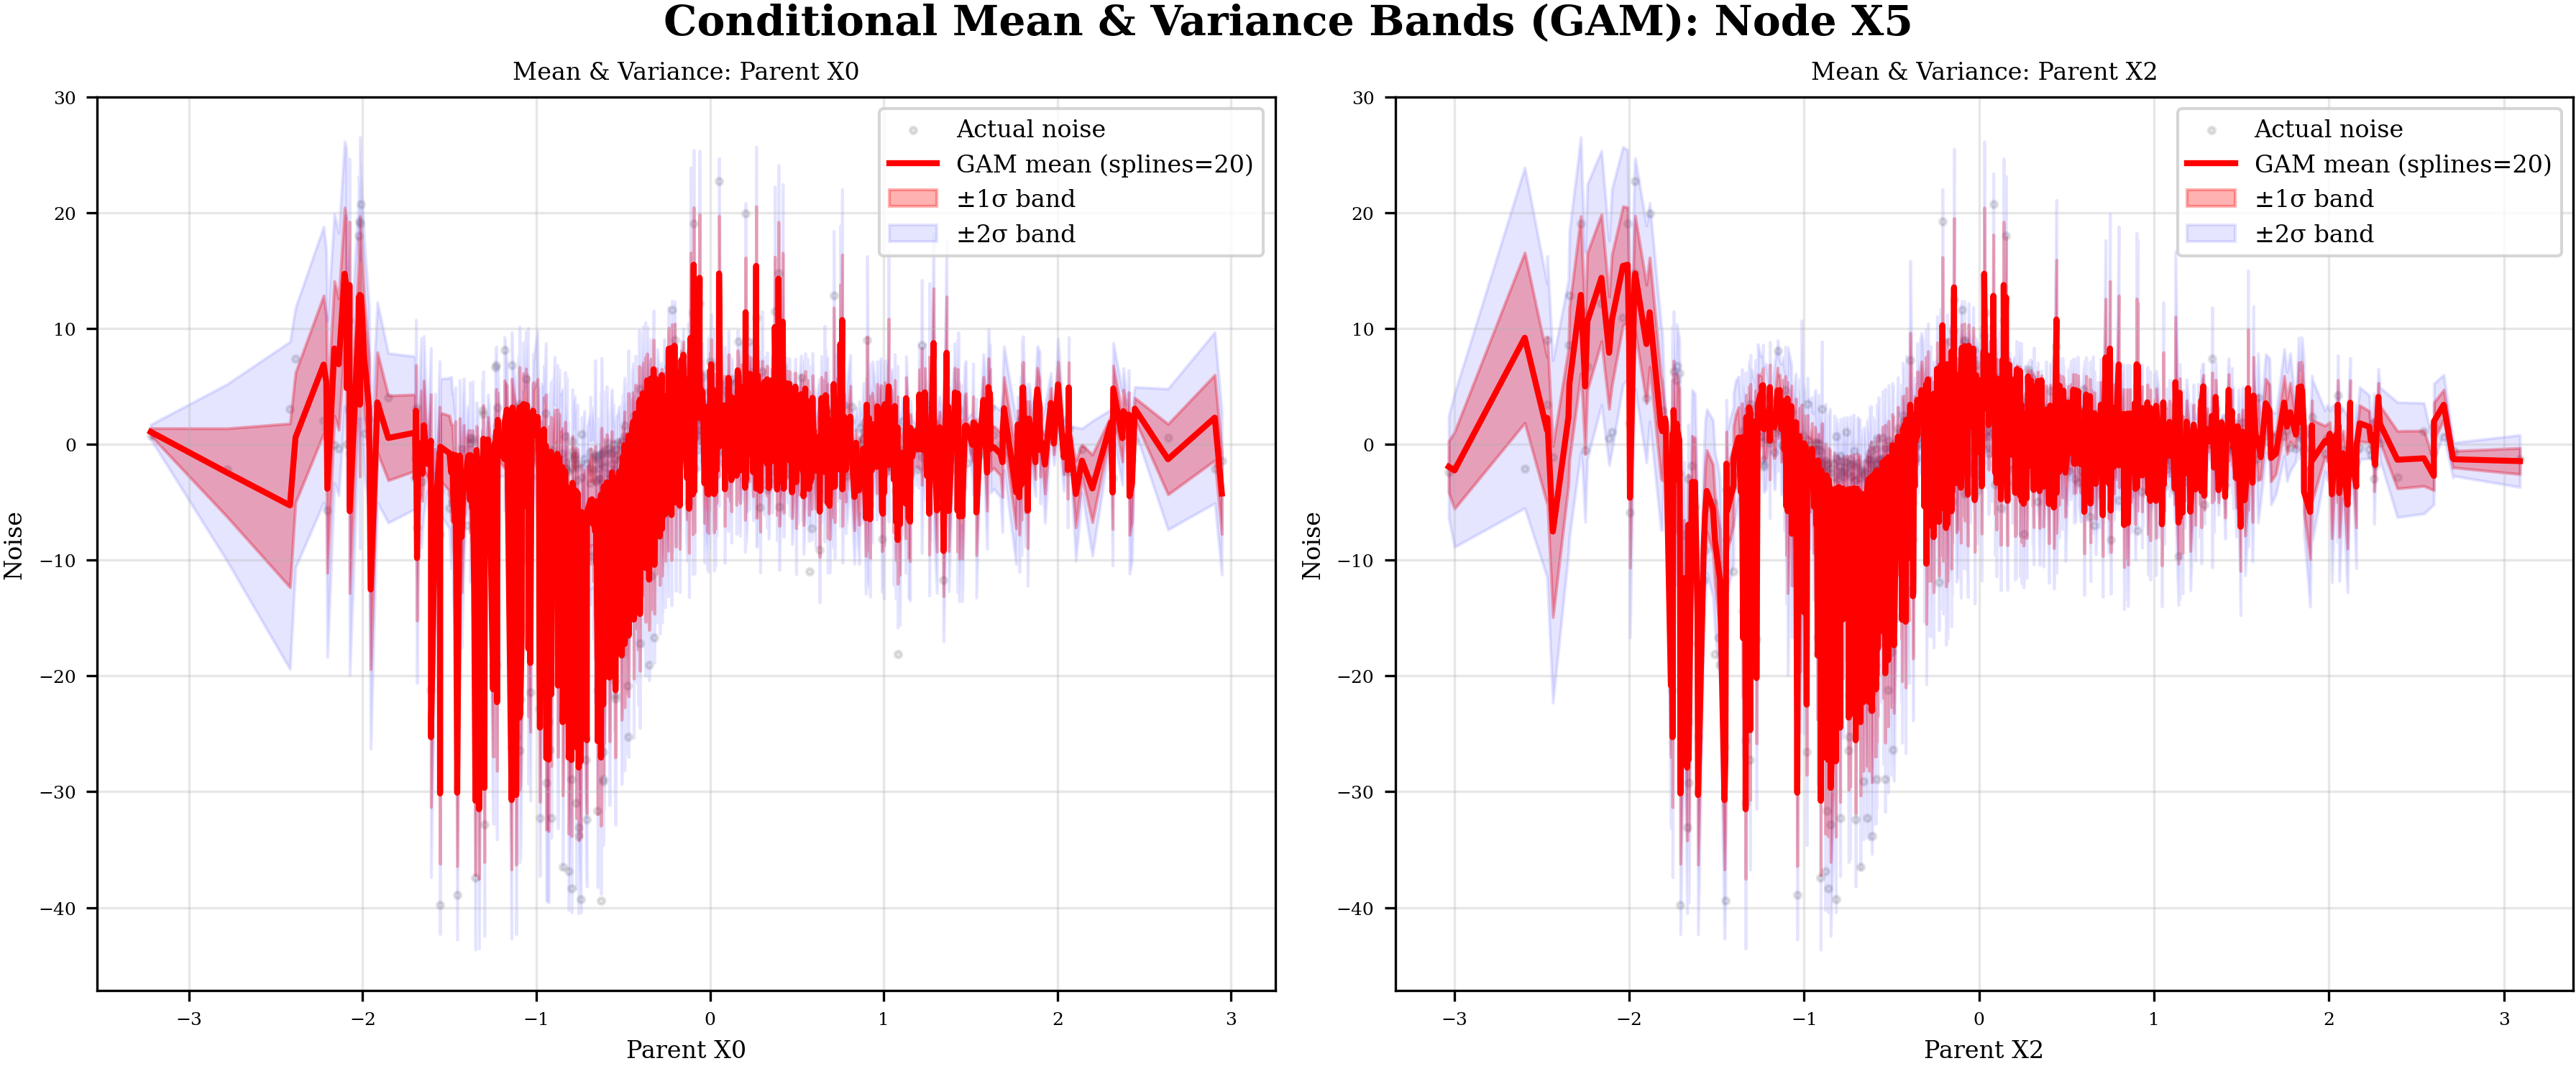 Conditional Mean & Variance Bands (GAM): Node X5
Mean & Variance: Parent X0
30
20
10
0
−10
−20
−30
−40
Noise
Actual noise
GAM mean (splines=20)
±1σ band
±2σ band
−3
−2
−1
0
1
2
3
Parent X0
Mean & Variance: Parent X2
30
20
10
0
−10
−20
−30
−40
Noise
Actual noise
GAM mean (splines=20)
±1σ band
±2σ band
−3
−2
−1
0
1
2
3
Parent X2